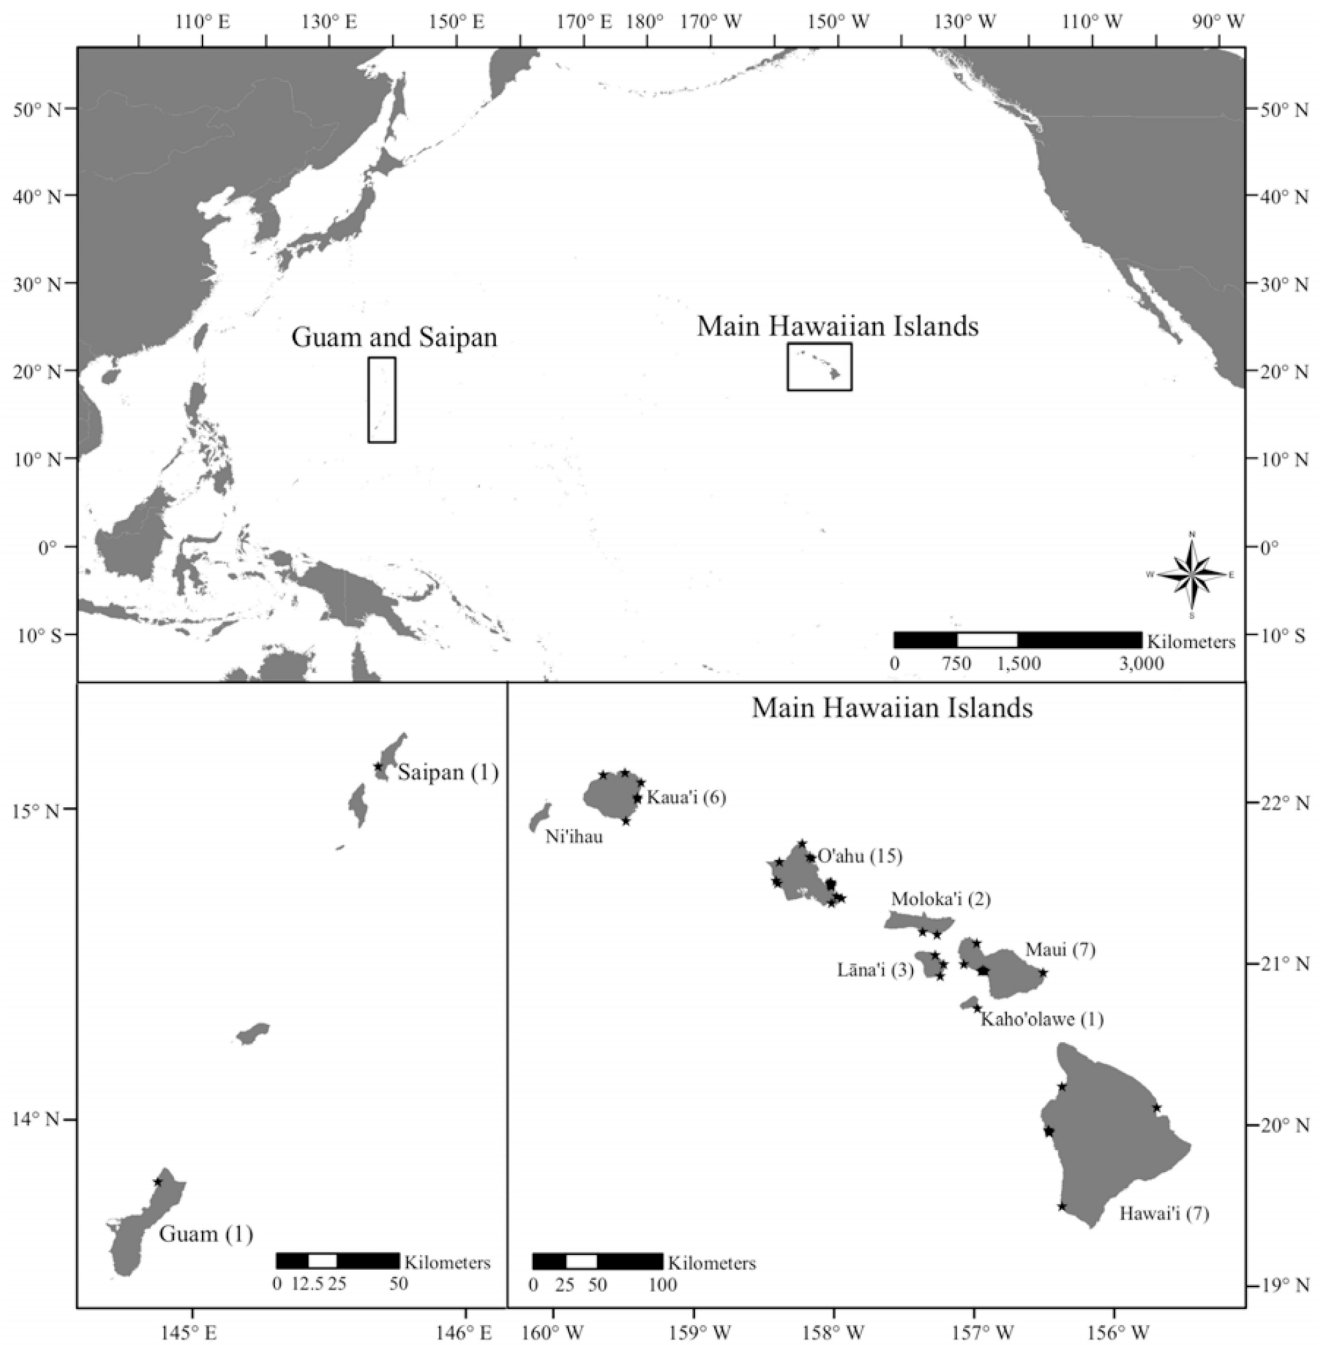 110° E 130° E 150° E 170° E 180° 170° W 150° W 130° W 110° W 90° W
50° N 50° N
40° N 40° N
30° N 30° N
Main Hawaiian Islands
Guam and Saipan
20° N 20° N
10° N 10° N
N
0° 0°
W E
S
10° S 10° S
Kilometers
0 750 1,500 3,000
Main Hawaiian Islands
Saipan (1)
Kaua'i (6)
22° N
15° N
Ni'ihau
O'ahu (15)
Moloka'i (2)
Maui (7)
21° N
Lāna'i (3)
Kaho'olawe (1)
14° N
20° N
Hawai'i (7)
Guam (1)
Kilometers
0 12.5 25 50
Kilometers
0 25 50 100
19° N
145° E 146° E 160° W 159° W 158° W 157° W 156° W